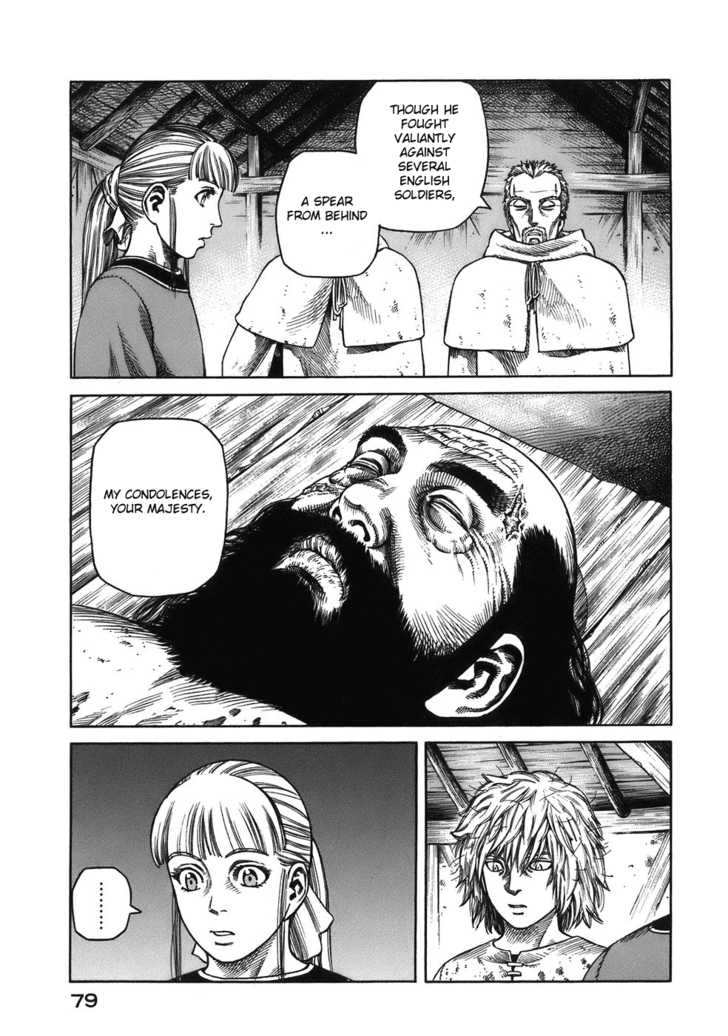 THOUGH HE
FOUGHT
VALIANTLY
AGAINST
SEVERAL
ENGLISH
SOLDIERS,
A SPEAR
FROM BEHIND
...
MY CONDOLENCES,
YOUR MAJESTY.
......
79